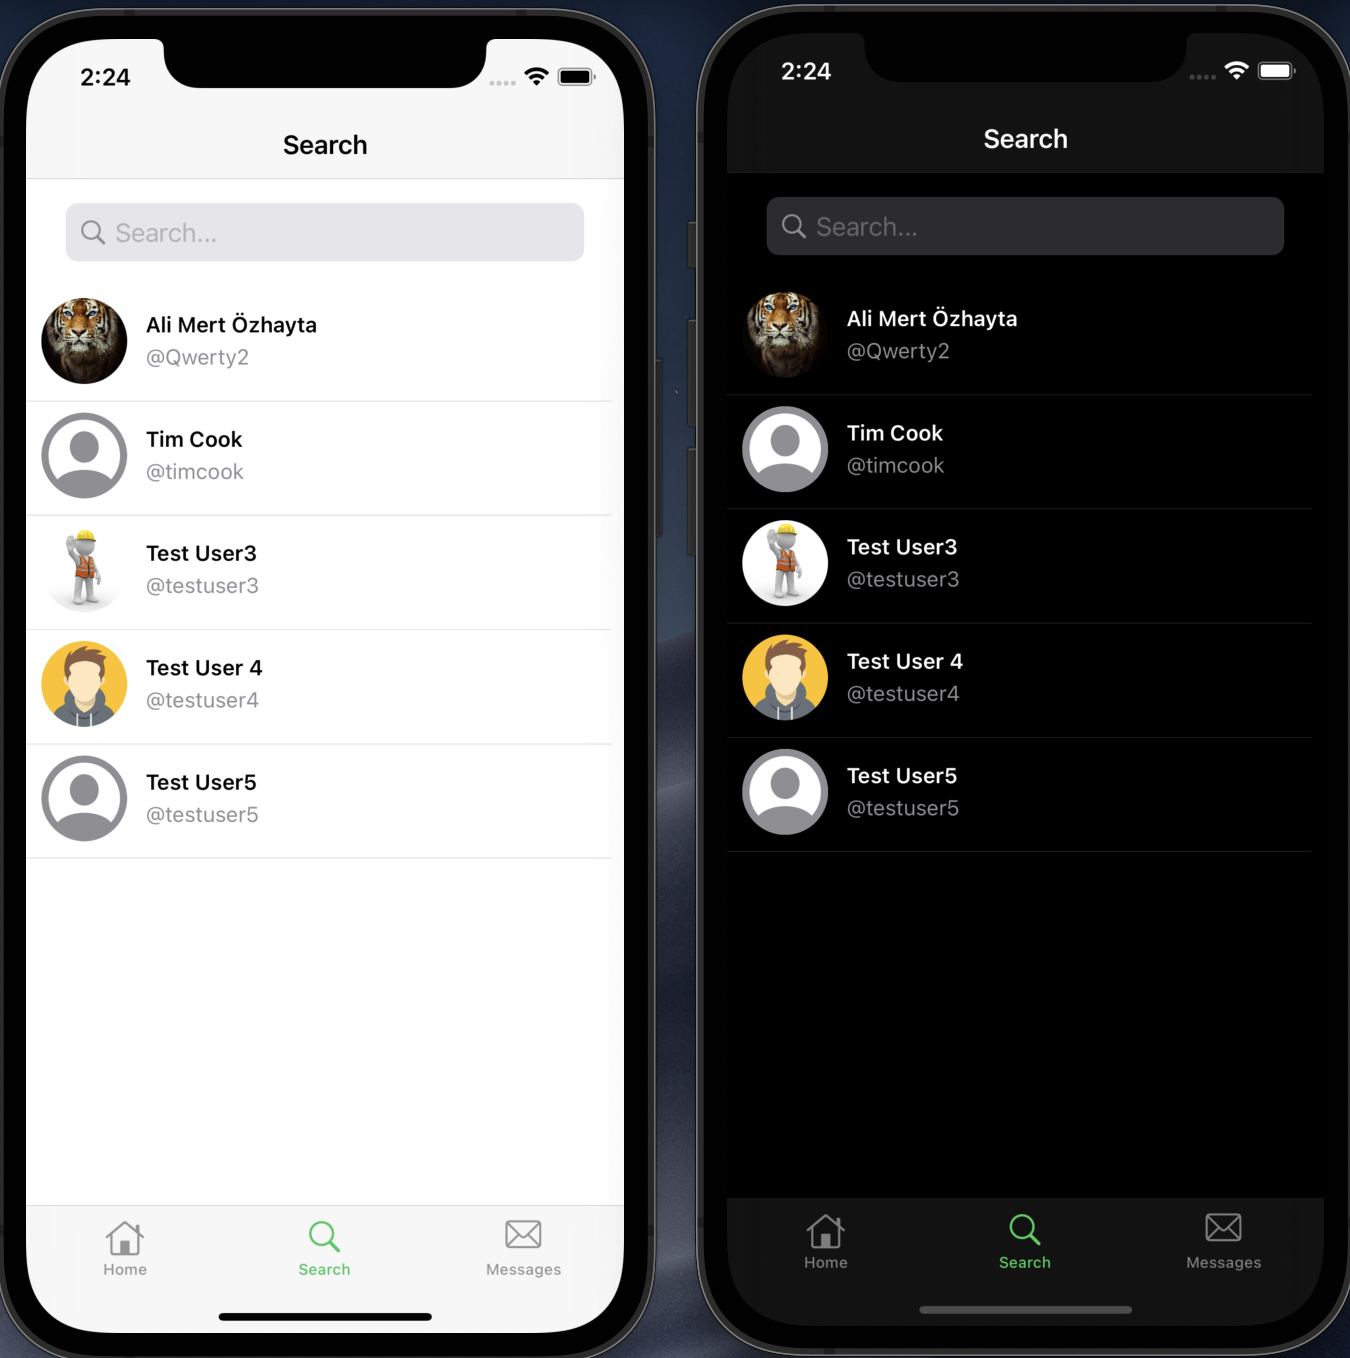 2:24
Search
Search...
Ali Mert Özhayta
@Qwerty2
Tim Cook
@timcook
Test User3
@testuser3
Test User 4
@testuser4
Test User5
@testuser5
Home
Search
Messages
2:24
Search
Search...
Ali Mert Özhayta
@Qwerty2
Tim Cook
@timcook
Test User3
@testuser3
Test User 4
@testuser4
Test User5
@testuser5
Home
Search
Messages